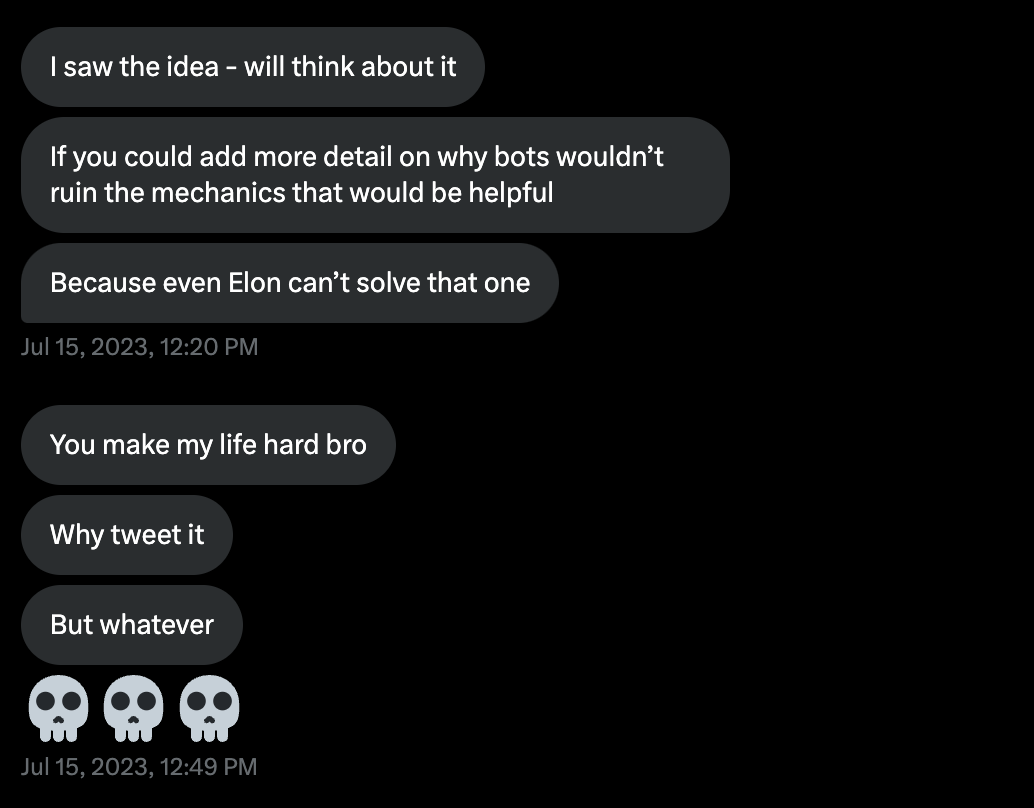 I saw the idea - will think about it
If you could add more detail on why bots wouldn't
ruin the mechanics that would be helpful
Because even Elon can't solve that one
Jul 15, 2023, 12:20 PM
You make my life hard bro
Why tweet it
But whatever
💀💀💀
Jul 15, 2023, 12:49 PM